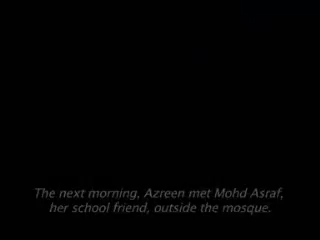 The next morning, Azreen met Mohd Asraf,
her school friend, outside the mosque.